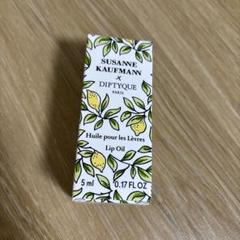 SUSANNE
KAUFMANN
X
DIPTYQUE
PARIS
Huile pour les Lèvres
Lip Oil
5 ml 0.17 FL OZ